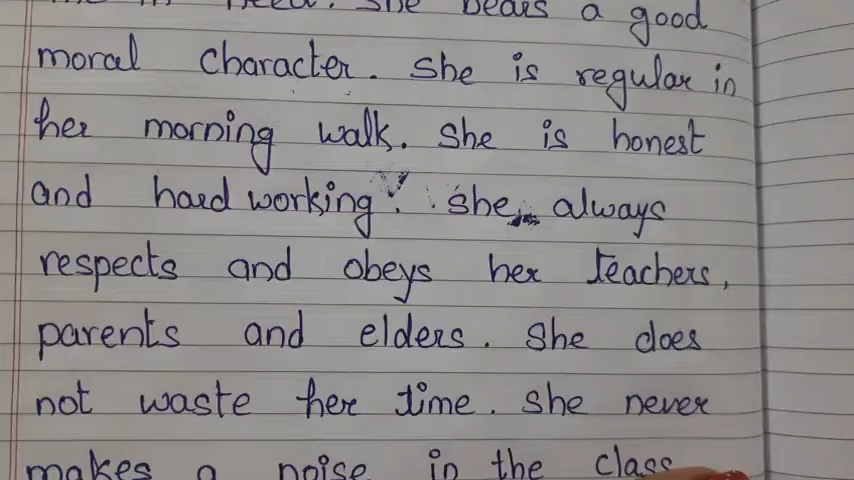 need. She bears a good
moral character. She is regular in
her morning walk. She is honest
and hard working. She always
respects and obeys her teachers,
parents and elders. She does
not waste her time. She never
makes a noise in the class